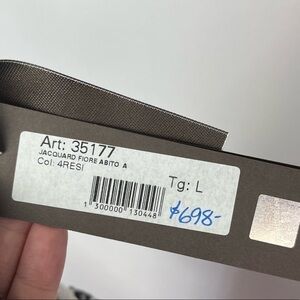 Art: 35177
JACQUARD FIORE ABITO A
Col: 4RESI
Tg: L
1 300000 130448
$698-